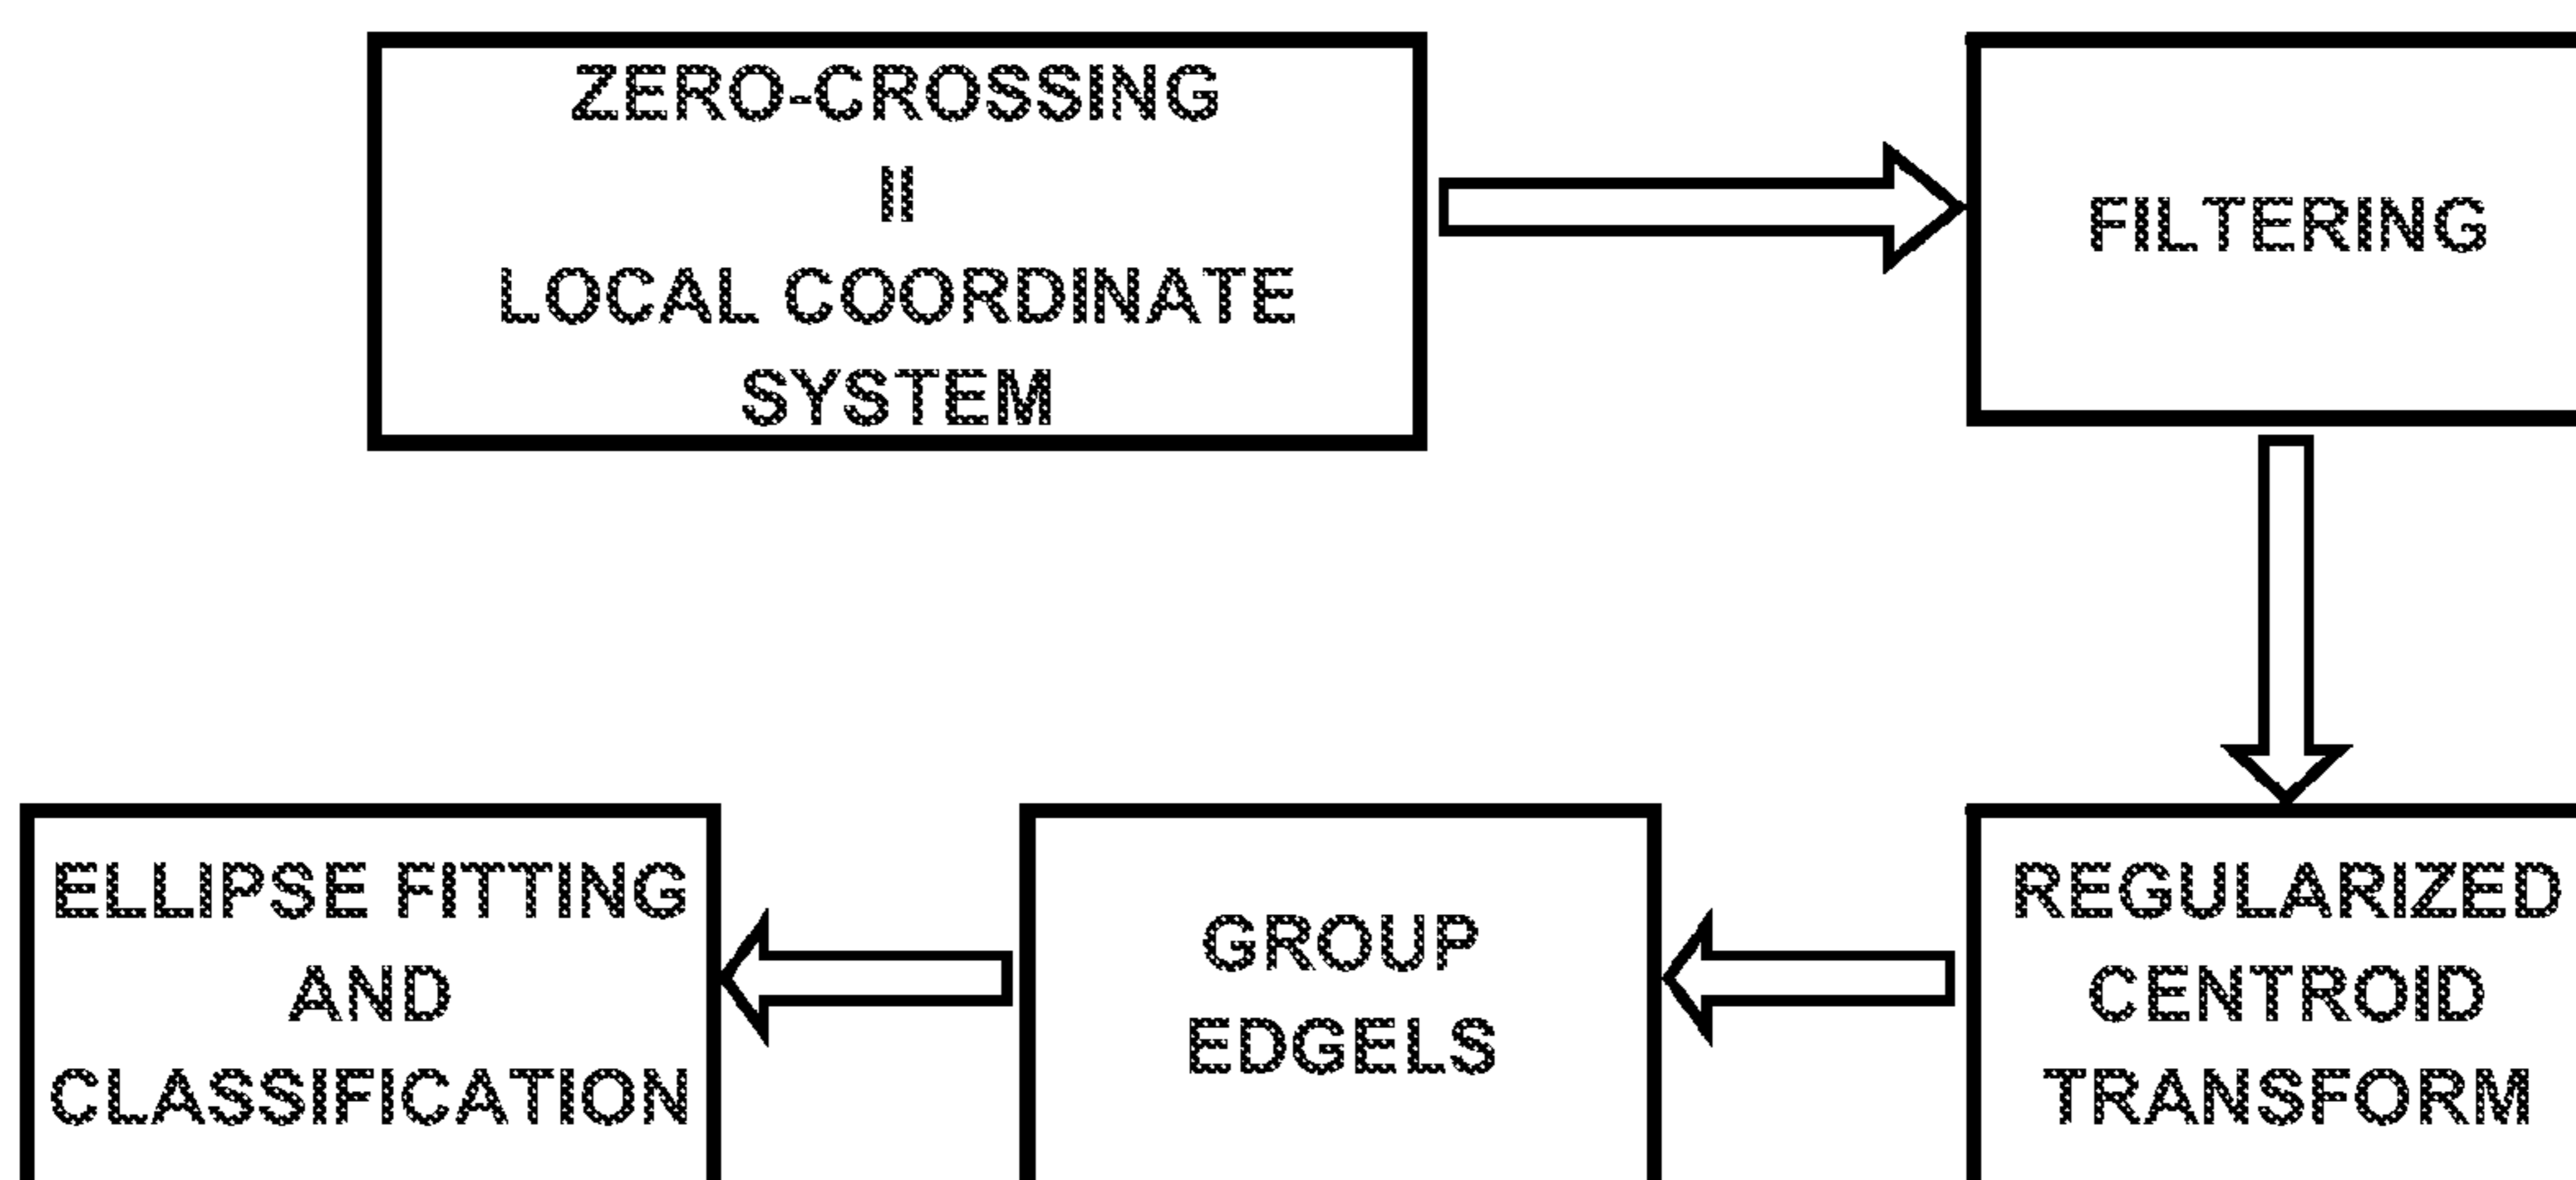 ZERO-CROSSING
II
LOCAL COORDINATE
SYSTEM
FILTERING
REGULARIZED
CENTROID
TRANSFORM
GROUP
EDGELS
ELLIPSE FITTING
AND
CLASSIFICATION